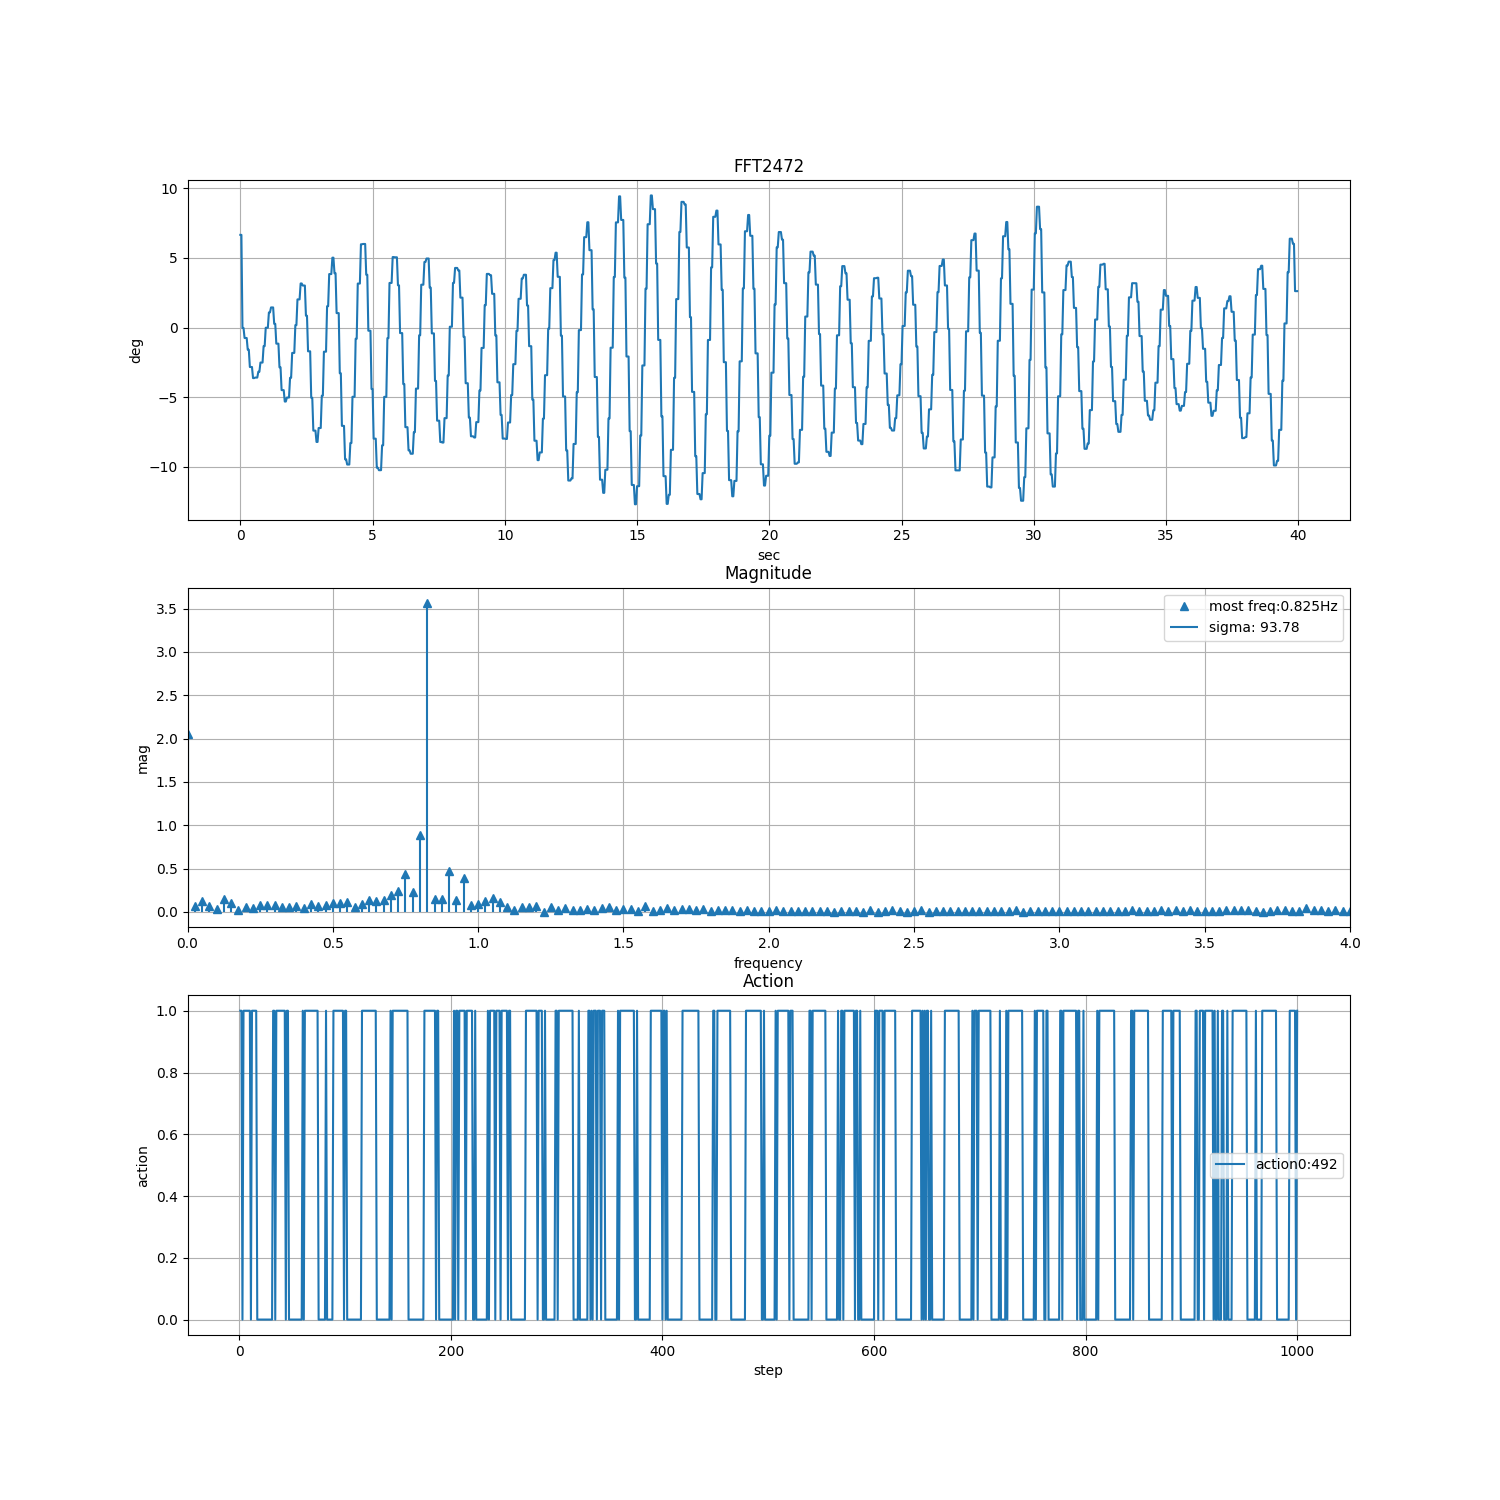 FFT2472
10
5
0
−5
−10
deg
0 5 10 15 20 25 30 35 40
sec
Magnitude
most freq:0.825Hz
sigma: 93.78
3.5
3.0
2.5
2.0
1.5
1.0
0.5
0.0
mag
0.0 0.5 1.0 1.5 2.0 2.5 3.0 3.5 4.0
frequency
Action
1.0
0.8
0.6
0.4
0.2
0.0
action
action0:492
0 200 400 600 800 1000
step